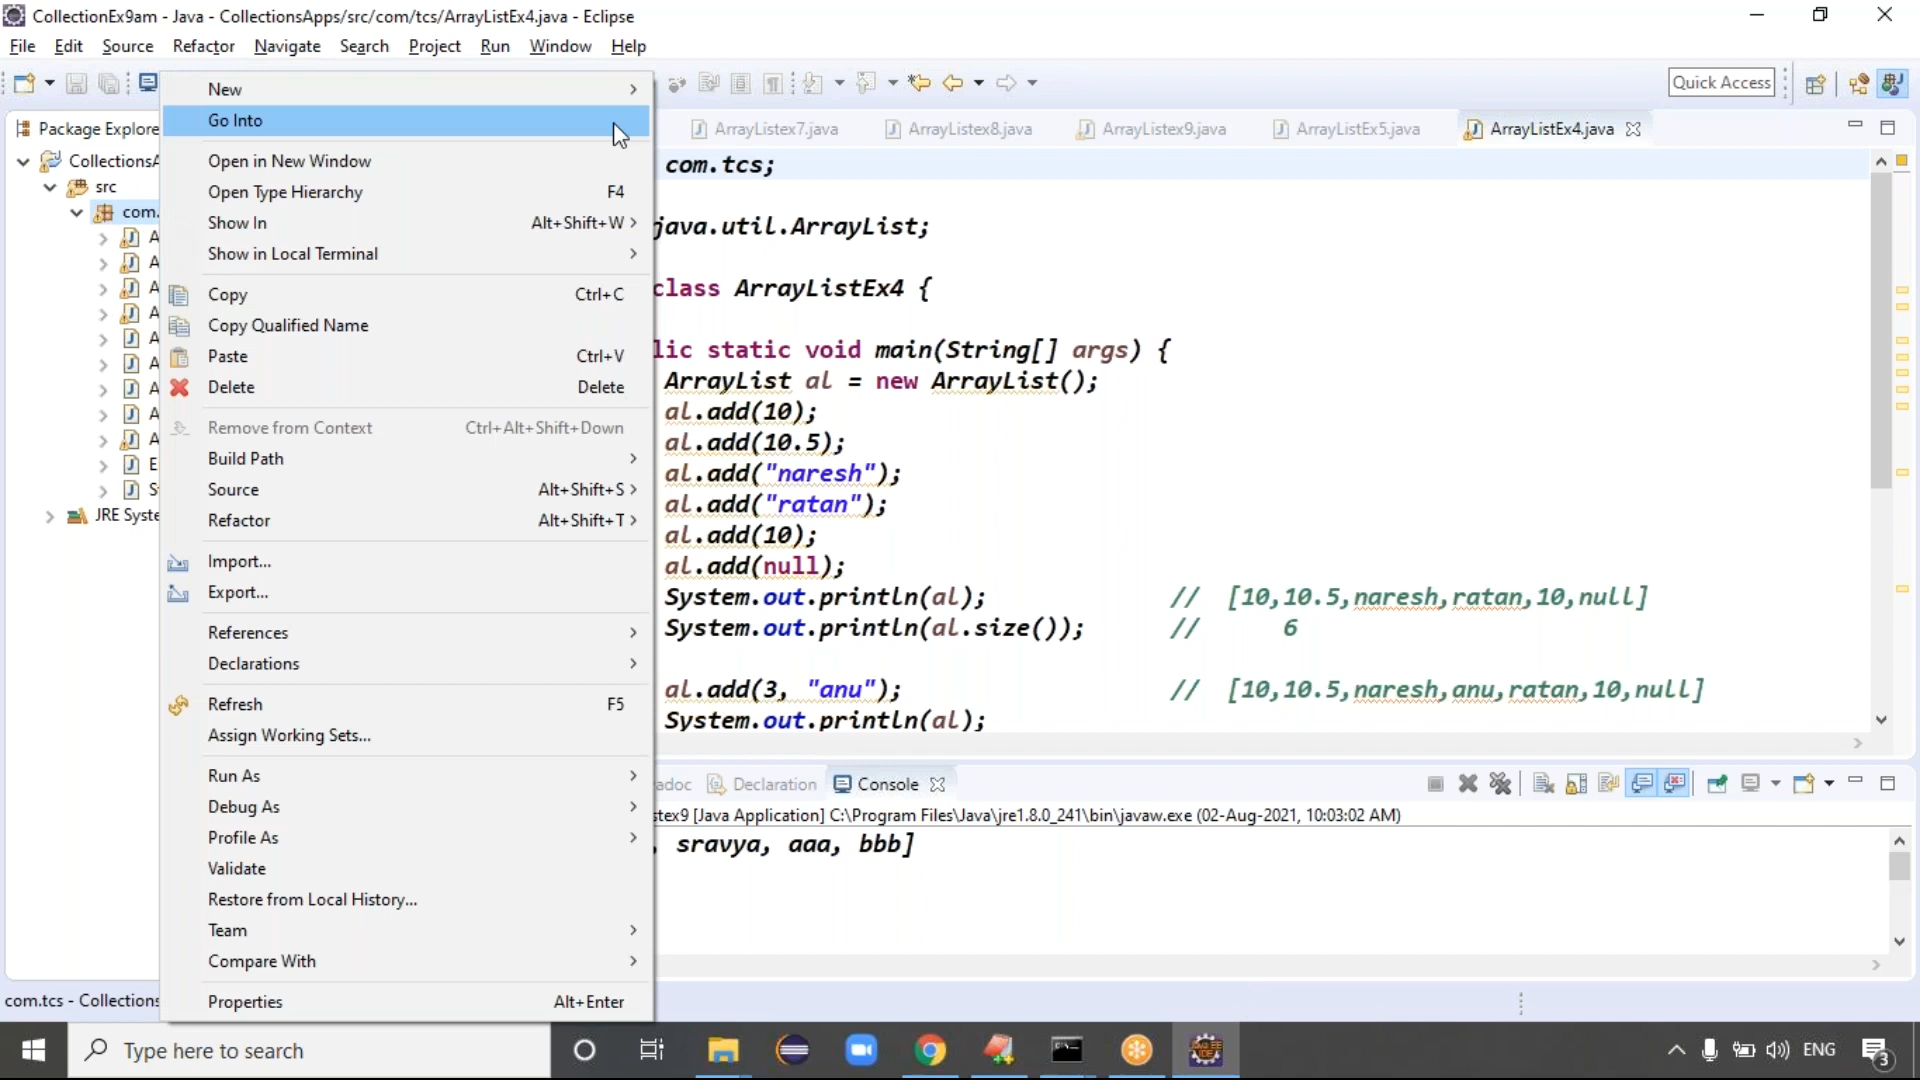 CollectionEx9am - Java - CollectionsApps/src/com/tcs/ArrayListEx4.java - Eclipse
File Edit Source Refactor Navigate Search Project Run Window Help
Quick Access
Package Explore
ArrayListex7.java ArrayListex8.java ArrayListex9.java ArrayListEx5.java ArrayListEx4.java
CollectionsA
src
com.
A
A
A
A
A
A
A
A
A
E
S
JRE Syste
New
Go Into
Open in New Window
Open Type Hierarchy F4
Show In Alt+Shift+W
Show in Local Terminal
Copy Ctrl+C
Copy Qualified Name
Paste Ctrl+V
Delete Delete
Remove from Context Ctrl+Alt+Shift+Down
Build Path
Source Alt+Shift+S
Refactor Alt+Shift+T
Import...
Export...
References
Declarations
Refresh F5
Assign Working Sets...
Run As
Debug As
Profile As
Validate
Restore from Local History...
Team
Compare With
Properties Alt+Enter
com.tcs;
java.util.ArrayList;
class ArrayListEx4 {
lic static void main(String[] args) {
ArrayList al = new ArrayList();
al.add(10);
al.add(10.5);
al.add("naresh");
al.add("ratan");
al.add(10);
al.add(null);
System.out.println(al); // [10,10.5,naresh,ratan,10,null]
System.out.println(al.size()); // 6
al.add(3, "anu"); // [10,10.5,naresh,anu,ratan,10,null]
System.out.println(al);
adoc Declaration Console
stex9 [Java Application] C:\Program Files\Java\jre1.8.0_241\bin\javaw.exe (02-Aug-2021, 10:03:02 AM)
, sravya, aaa, bbb]
com.tcs - Collections
Type here to search
ENG
3